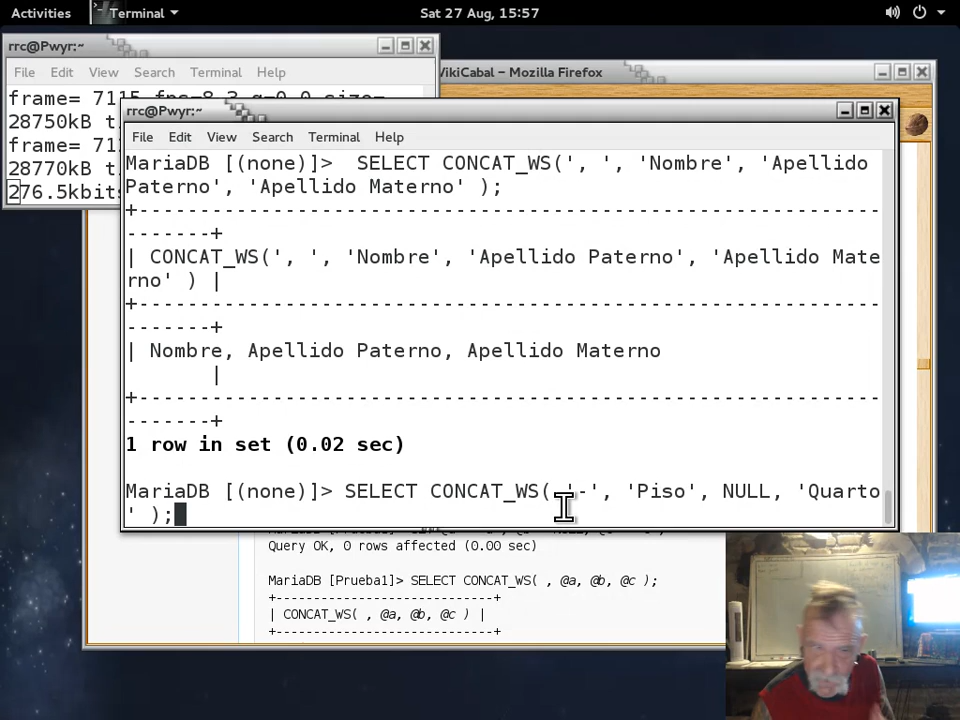 Activities Terminal Sat 27 Aug, 15:57
rrc@Pwyr:~
File Edit View Search Terminal Help
28750kB
28770kB
276.5kbits
VikiCabal – Mozilla Firefox
rrc@Pwyr:~
File Edit View Search Terminal Help
MariaDB [(none)]>  SELECT CONCAT_WS(', ', 'Nombre', 'Apellido
Paterno', 'Apellido Materno' );
+--------------------------------------------------------------
-------+
| CONCAT_WS(', ', 'Nombre', 'Apellido Paterno', 'Apellido Mate
rno' ) |
+--------------------------------------------------------------
-------+
| Nombre, Apellido Paterno, Apellido Materno
       |
+--------------------------------------------------------------
-------+
1 row in set (0.02 sec)
MariaDB [(none)]> SELECT CONCAT_WS( '-', 'Piso', NULL, 'Quarto
' );
Query OK, 0 rows affected (0.00 sec)
MariaDB [Prueba1]> SELECT CONCAT_WS( , @a, @b, @c );
+---------------------------+
| CONCAT_WS( , @a, @b, @c ) |
+---------------------------+